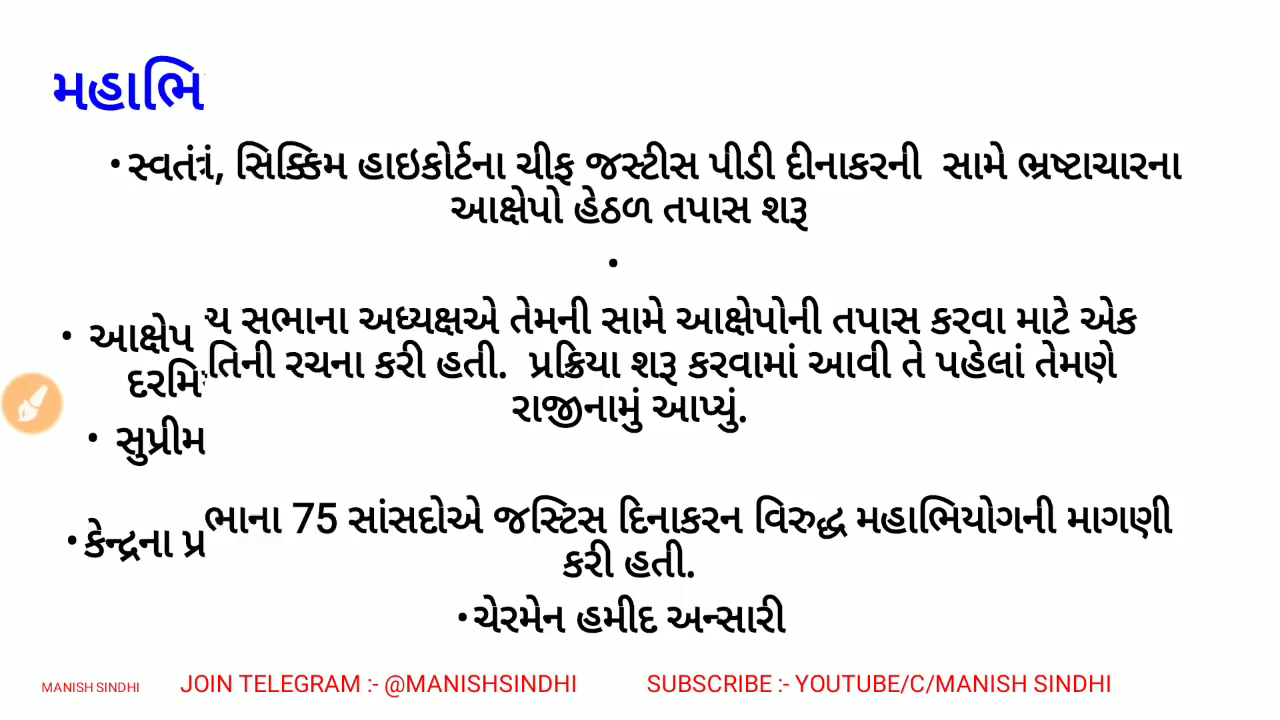 મહાભિ
• સ્વતંત્રં, સિક્કિમ હાઇકોર્ટના ચીફ જસ્ટીસ પીડી દીનાકરની સામે ભ્રષ્ટાચારના
આક્ષેપો હેઠળ તપાસ શરૂ
•
ય સભાના અધ્યક્ષએ તેમની સામે આક્ષેપોની તપાસ કરવા માટે એક
• આક્ષેપ
તિની રચના કરી હતી. પ્રક્રિયા શરૂ કરવામાં આવી તે પહેલાં તેમણે
દરમિ
રાજીનામું આપ્યું.
• સુપ્રીમ
ભાના 75 સાંસદોએ જસ્ટિસ દિનાકરન વિરુદ્ધ મહાભિયોગની માગણી
• કેન્દ્રના પ્ર
કરી હતી.
• ચેરમેન હમીદ અન્સારી
MANISH SINDHI JOIN TELEGRAM :- @MANISHSINDHI SUBSCRIBE :- YOUTUBE/C/MANISH SINDHI